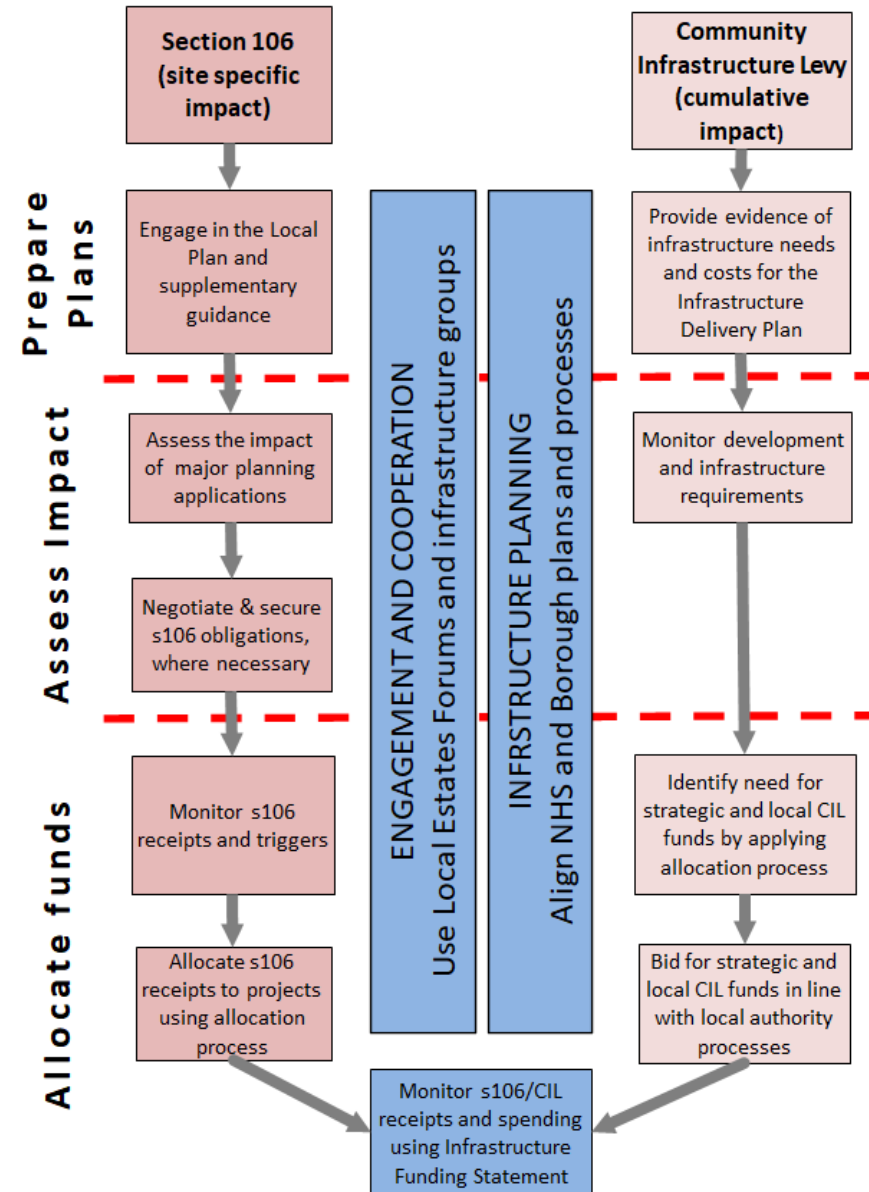 Section 106
(site specific
impact)
Community
Infrastructure Levy
(cumulative
impact)
Prepare
Plans
Engage in the Local
Plan and
supplementary
guidance
Provide evidence of
infrastructure needs
and costs for the
Infrastructure
Delivery Plan
ENGAGEMENT AND COOPERATION
Use Local Estates Forums and infrastructure groups
INFRSTRUCTURE PLANNING
Align NHS and Borough plans and processes
Assess Impact
Assess the impact
of major planning
applications
Monitor development
and infrastructure
requirements
Negotiate & secure
s106 obligations,
where necessary
Allocate funds
Monitor s106
receipts and triggers
Identify need for
strategic and local CIL
funds by applying
allocation process
Allocate s106
receipts to projects
using allocation
process
Bid for strategic and
local CIL funds in line
with local authority
processes
Monitor s106/CIL
receipts and spending
using Infrastructure
Funding Statement